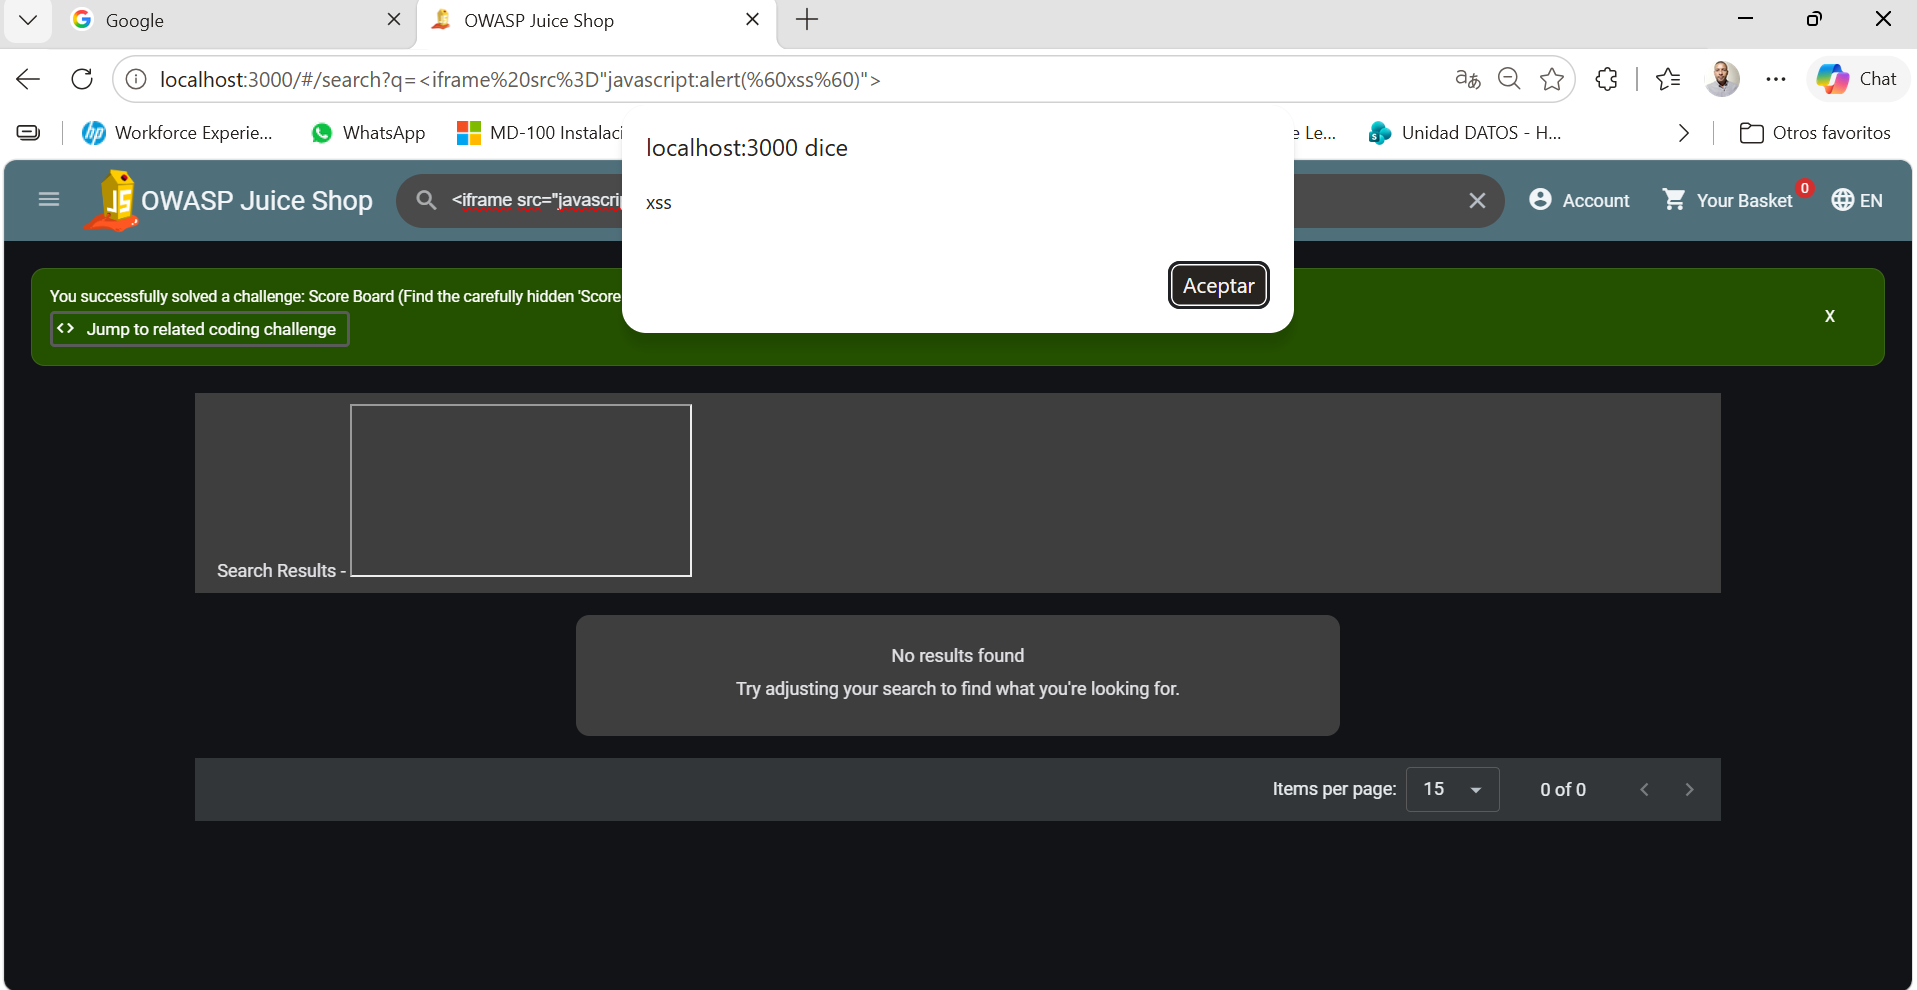 Google
OWASP Juice Shop
localhost:3000/#/search?q=<iframe%20src%3D"javascript:alert(%60xss%60)">
Chat
Workforce Experie...
WhatsApp
MD-100 Instalaci
e Le...
Unidad DATOS - H...
Otros favoritos
localhost:3000 dice
xss
Aceptar
OWASP Juice Shop
<iframe src="javascrip
Account
Your Basket
0
EN
You successfully solved a challenge: Score Board (Find the carefully hidden 'Score
<> Jump to related coding challenge
X
Search Results -
No results found
Try adjusting your search to find what you're looking for.
Items per page:
15
0 of 0